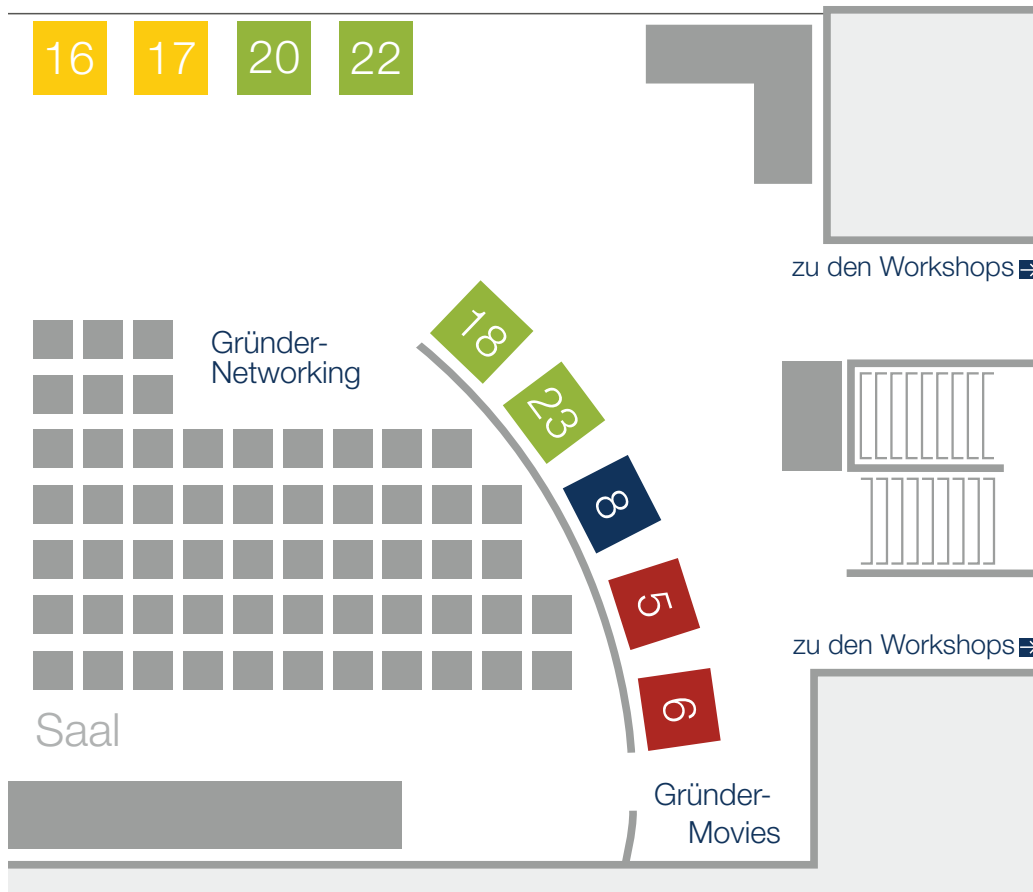 16 17 20 22
zu den Workshops
18
Gründer-
Networking
23
8
5
zu den Workshops
6
Saal
Gründer-
Movies